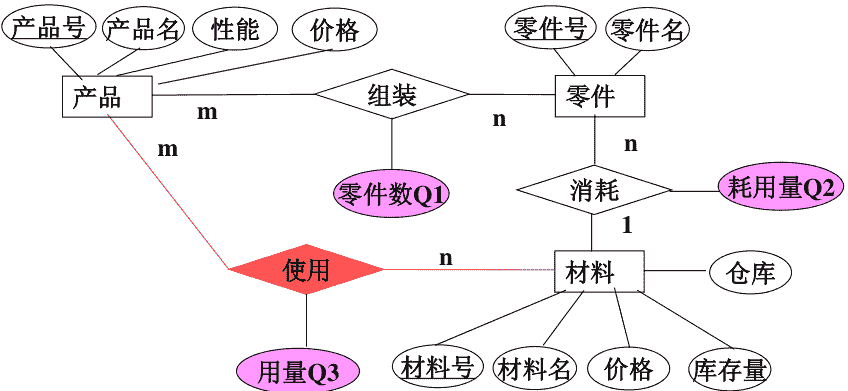 产品号
产品名
性能
价格
零件号
零件名
产品
m
组装
n
零件
m
n
零件数Q1
消耗
耗用量Q2
1
使用
n
材料
仓库
用量Q3
材料号
材料名
价格
库存量